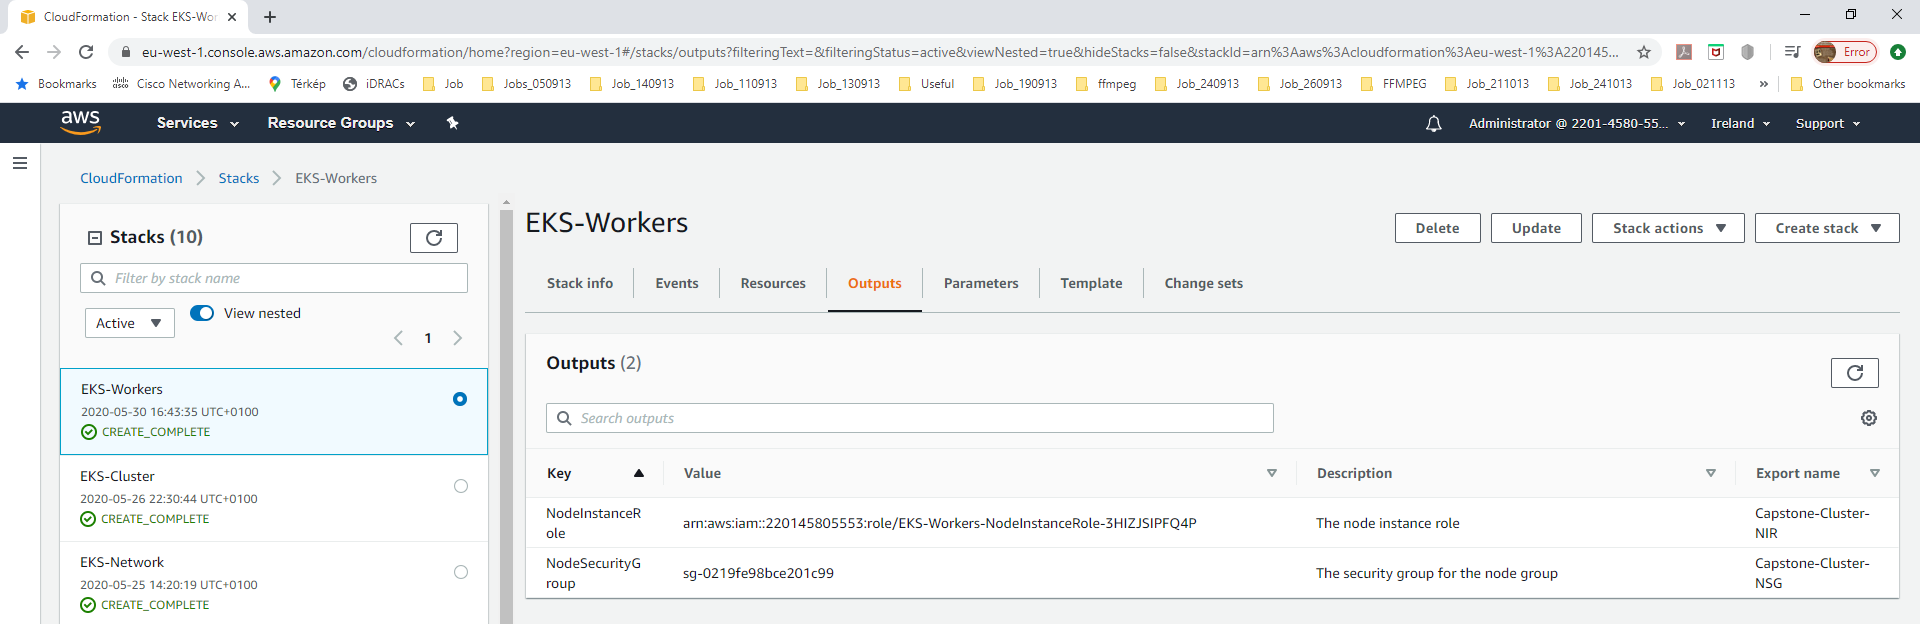 CloudFormation - Stack EKS-Wor
eu-west-1.console.aws.amazon.com/cloudformation/home?region=eu-west-1#/stacks/outputs?filteringText=&filteringStatus=active&viewNested=true&hideStacks=false&stackId=arn%3Aaws%3Acloudformation%3Aeu-west-1%3A220145... Error
Bookmarks Cisco Networking A... Térkép iDRACs Job Jobs_050913 Job_140913 Job_110913 Job_130913 Useful Job_190913 ffmpeg Job_240913 Job_260913 FFMPEG Job_211013 Job_241013 Job_021113 » Other bookmarks
aws Services Resource Groups Administrator @ 2201-4580-55... Ireland Support
CloudFormation Stacks EKS-Workers
Stacks (10)
Filter by stack name
Active View nested
1
EKS-Workers
2020-05-30 16:43:35 UTC+0100
CREATE_COMPLETE
EKS-Cluster
2020-05-26 22:30:44 UTC+0100
CREATE_COMPLETE
EKS-Network
2020-05-25 14:20:19 UTC+0100
CREATE_COMPLETE
EKS-Workers
Delete Update Stack actions Create stack
Stack info Events Resources Outputs Parameters Template Change sets
Outputs (2)
Search outputs
Key Value Description Export name
NodeInstanceR
ole
arn:aws:iam::220145805553:role/EKS-Workers-NodeInstanceRole-3HIZJSIPFQ4P
The node instance role
Capstone-Cluster-
NIR
NodeSecurityG
roup
sg-0219fe98bce201c99
The security group for the node group
Capstone-Cluster-
NSG